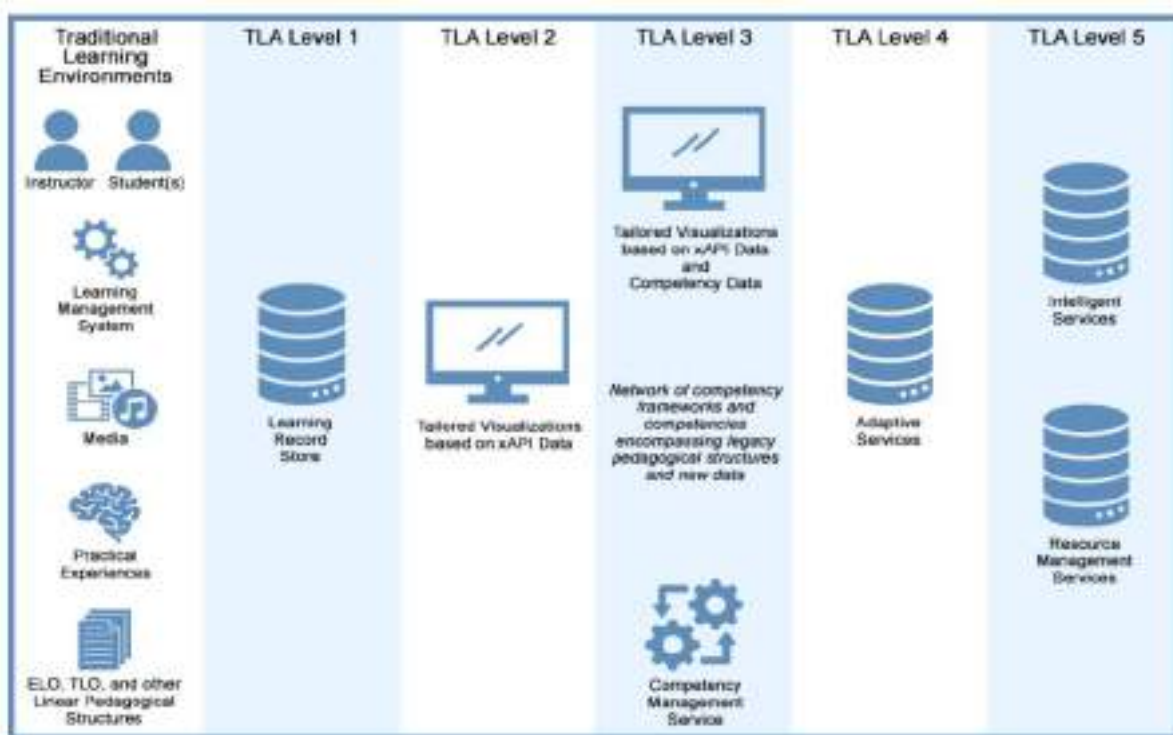 Traditional
Learning
Environments
Instructor
Student(s)
Learning
Management
System
Media
Practical
Experiences
ELO, TLO, and other
Linear Pedagogical
Structures
TLA Level 1
Learning
Record
Store
TLA Level 2
Tailored Visualizations
based on xAPI Data
TLA Level 3
Tailored Visualizations
based on xAPI Data
and
Competency Data
Network of competency
frameworks and
competencies
encompassing legacy
pedagogical structures
and new data
Competency
Management
Service
TLA Level 4
Adaptive
Services
TLA Level 5
Intelligent
Services
Resource
Management
Services